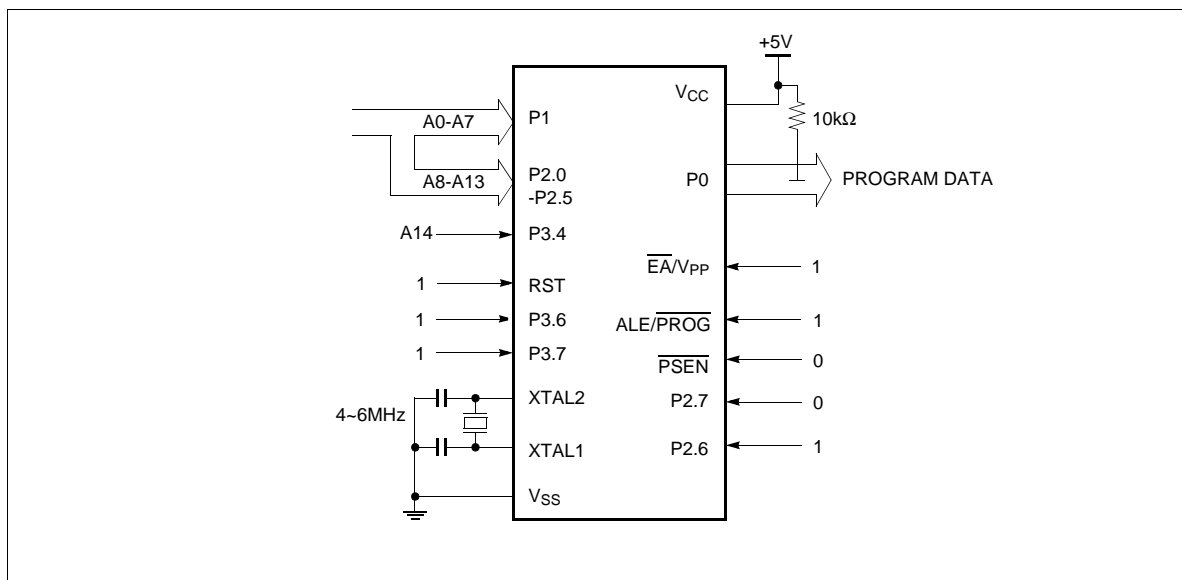 +5V
VCC
10kΩ
A0-A7
P1
A8-A13
P2.0
-P2.5
P0
PROGRAM DATA
A14
P3.4
EA/VPP
1
1
RST
1
P3.6
ALE/PROG
1
1
P3.7
PSEN
0
4~6MHz
XTAL2
P2.7
0
XTAL1
P2.6
1
VSS